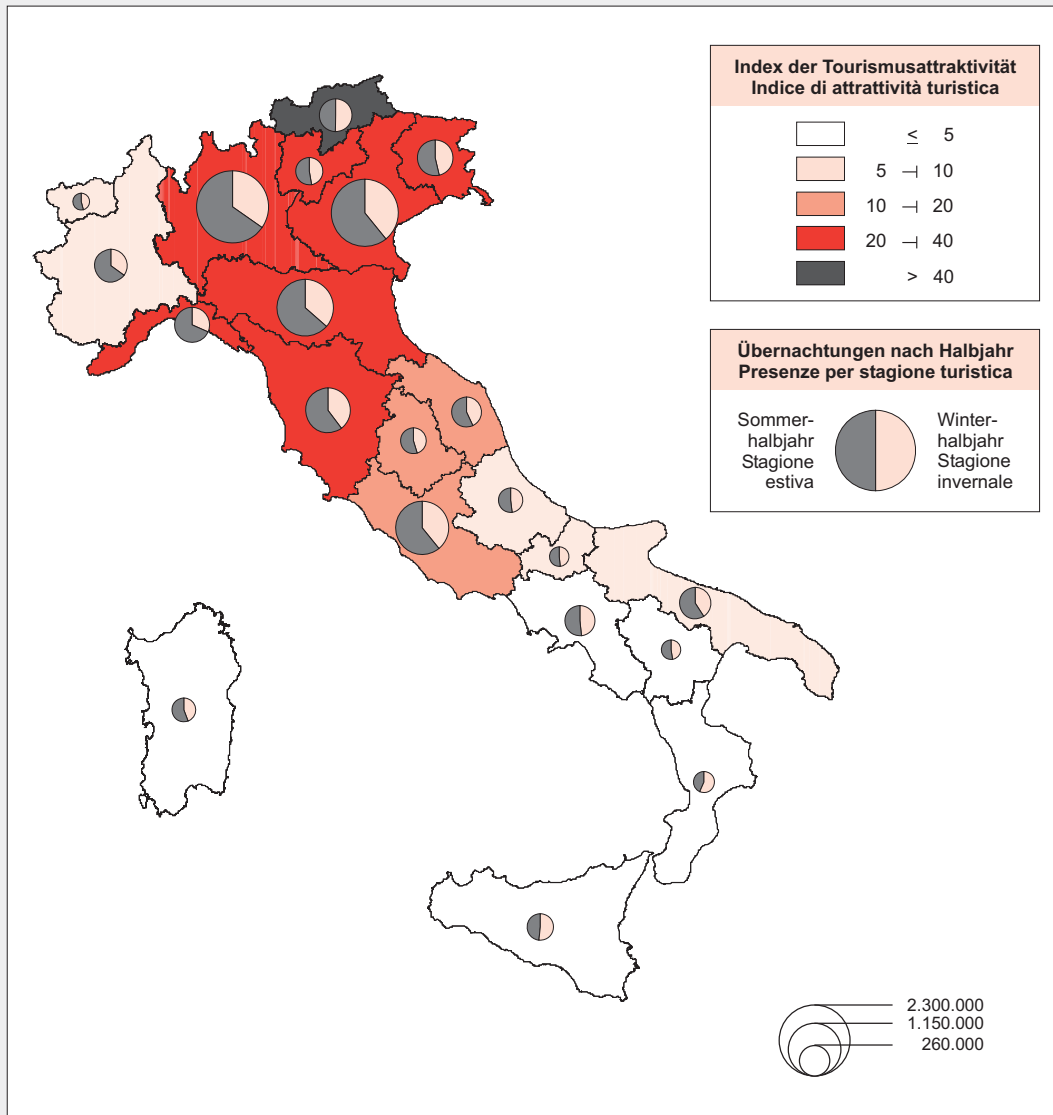 Index der Tourismusattraktivität
Indice di attrattività turistica
≤ 5
5 ⊣ 10
10 ⊣ 20
20 ⊣ 40
> 40
Übernachtungen nach Halbjahr
Presenze per stagione turistica
Sommer-
halbjahr
Stagione
estiva
Winter-
halbjahr
Stagione
invernale
2.300.000
1.150.000
260.000